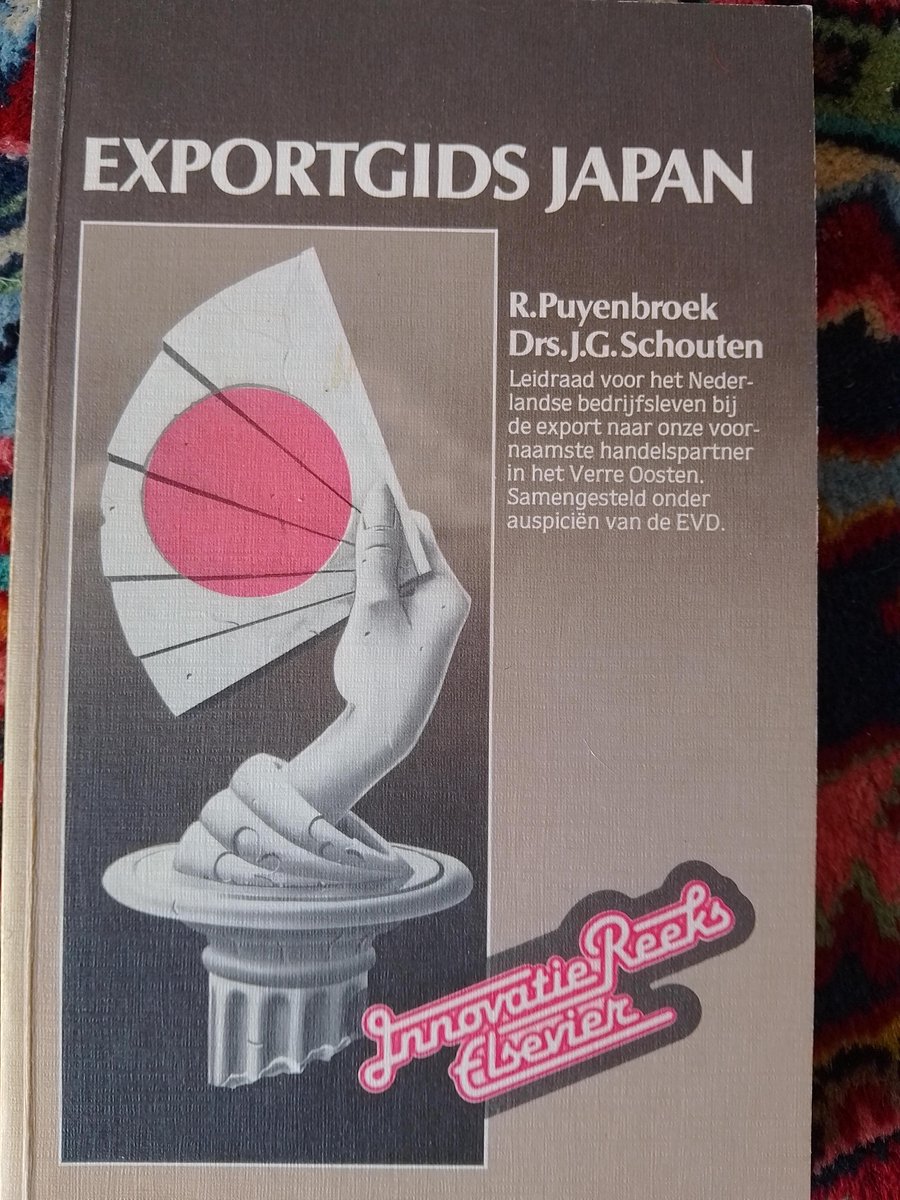 EXPORTGIDS JAPAN
R.Puyenbroek
Drs.J.G.Schouten
Leidraad voor het Neder-
landse bedrijfsleven bij
de export naar onze voor-
naamste handelspartner
in het Verre Oosten.
Samengesteld onder
auspiciën van de EVD.
Innovatie Reeks
Elsevier